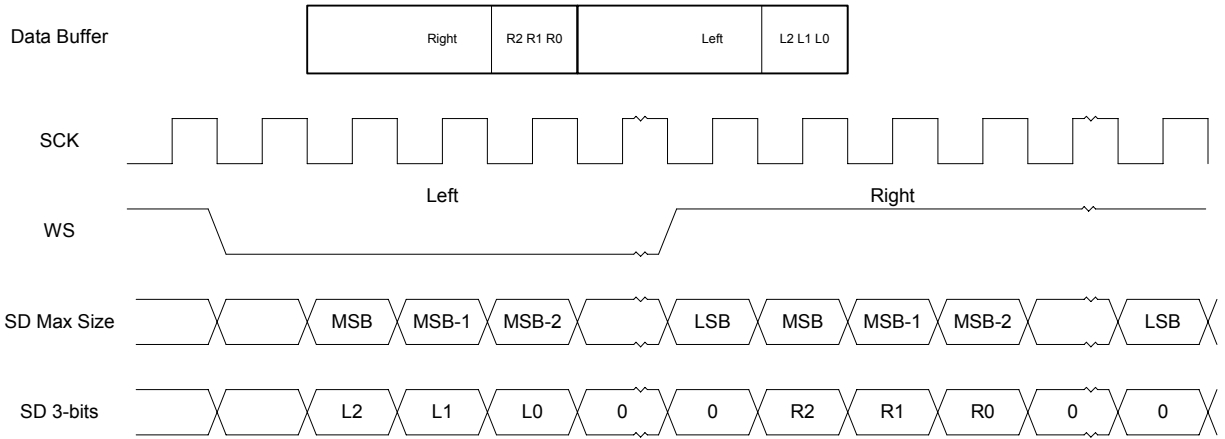 Data Buffer Right R2 R1 R0 Left L2 L1 L0
SCK
Left Right
WS
SD Max Size MSB MSB-1 MSB-2 LSB MSB MSB-1 MSB-2 LSB
SD 3-bits L2 L1 L0 0 0 R2 R1 R0 0 0